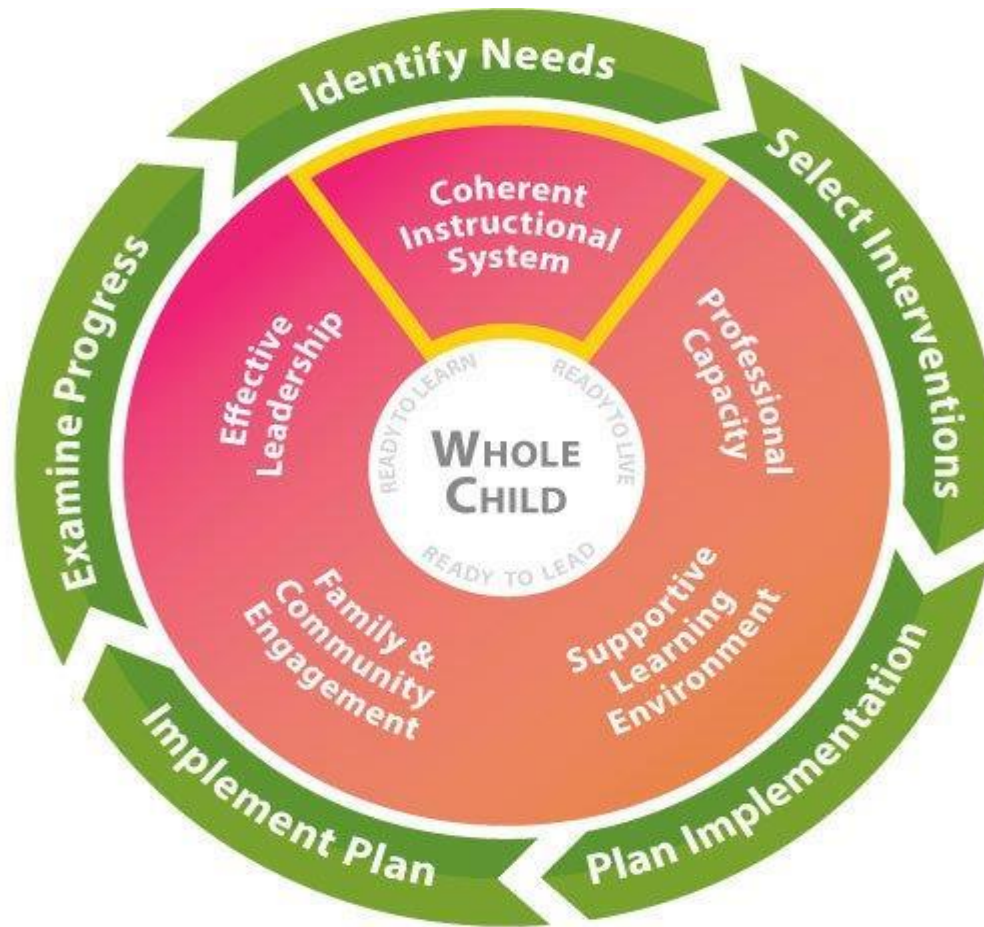 Identify Needs
Select Interventions
Plan Implementation
Implement Plan
Examine Progress
Coherent
Instructional
System
Professional
Capacity
Supportive
Learning
Environment
Family &
Community
Engagement
Effective
Leadership
READY TO LEARN
READY TO LIVE
READY TO LEAD
WHOLE
CHILD